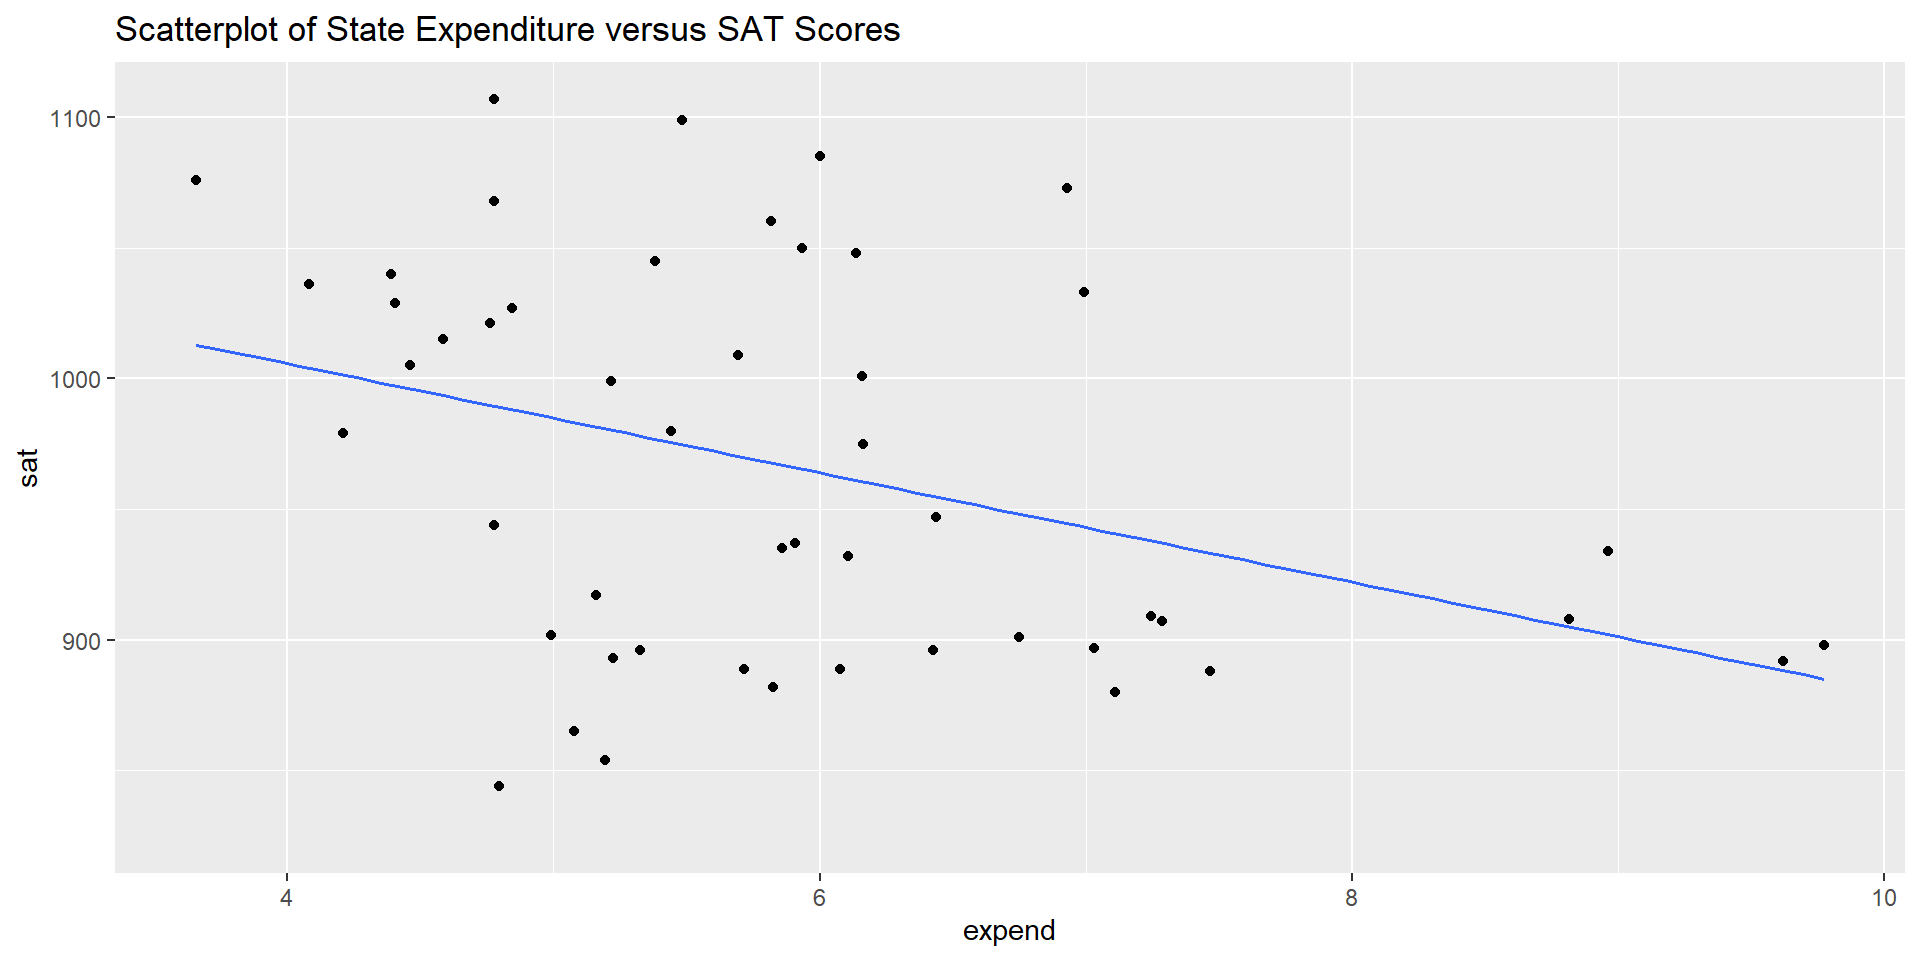 Scatterplot of State Expenditure versus SAT Scores
1100
1000
900
sat
4 6 8 10
expend